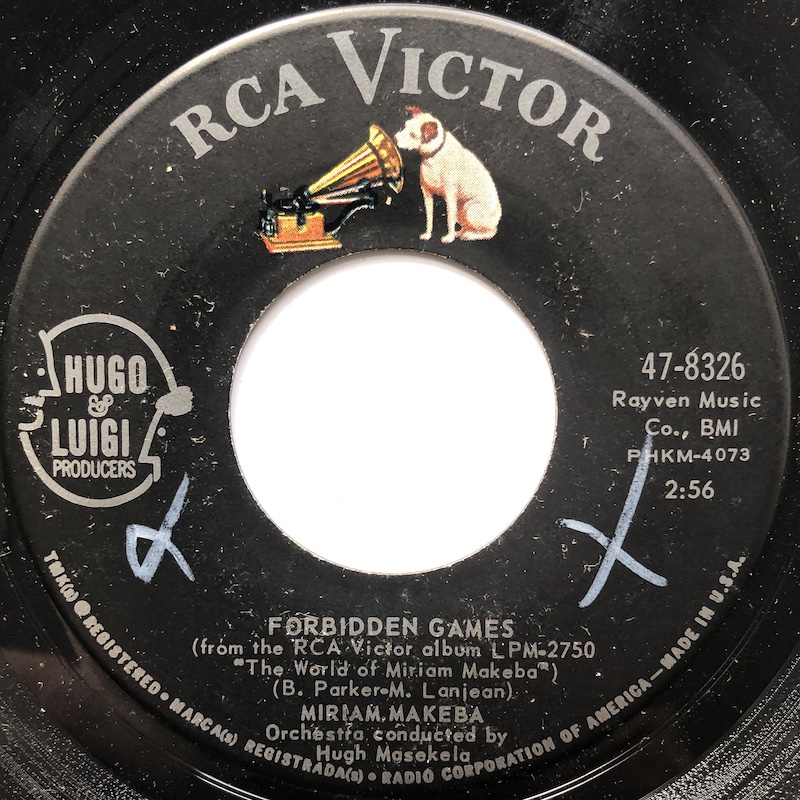 RCA VICTOR
HUGO
&
LUIGI
PRODUCERS
47-8326
Rayven Music
Co., BMI
PHKM-4073
2:56
FORBIDDEN GAMES
(from the RCA Victor album LPM-2750
"The World of Miriam Makeba")
(B. Parker-M. Lanjean)
MIRIAM MAKEBA
Orchestra conducted by
Hugh Masekela
TMK(s) ® REGISTERED • MARCA(s) REGISTRADA(s) • RADIO CORPORATION OF AMERICA—MADE IN U.S.A.